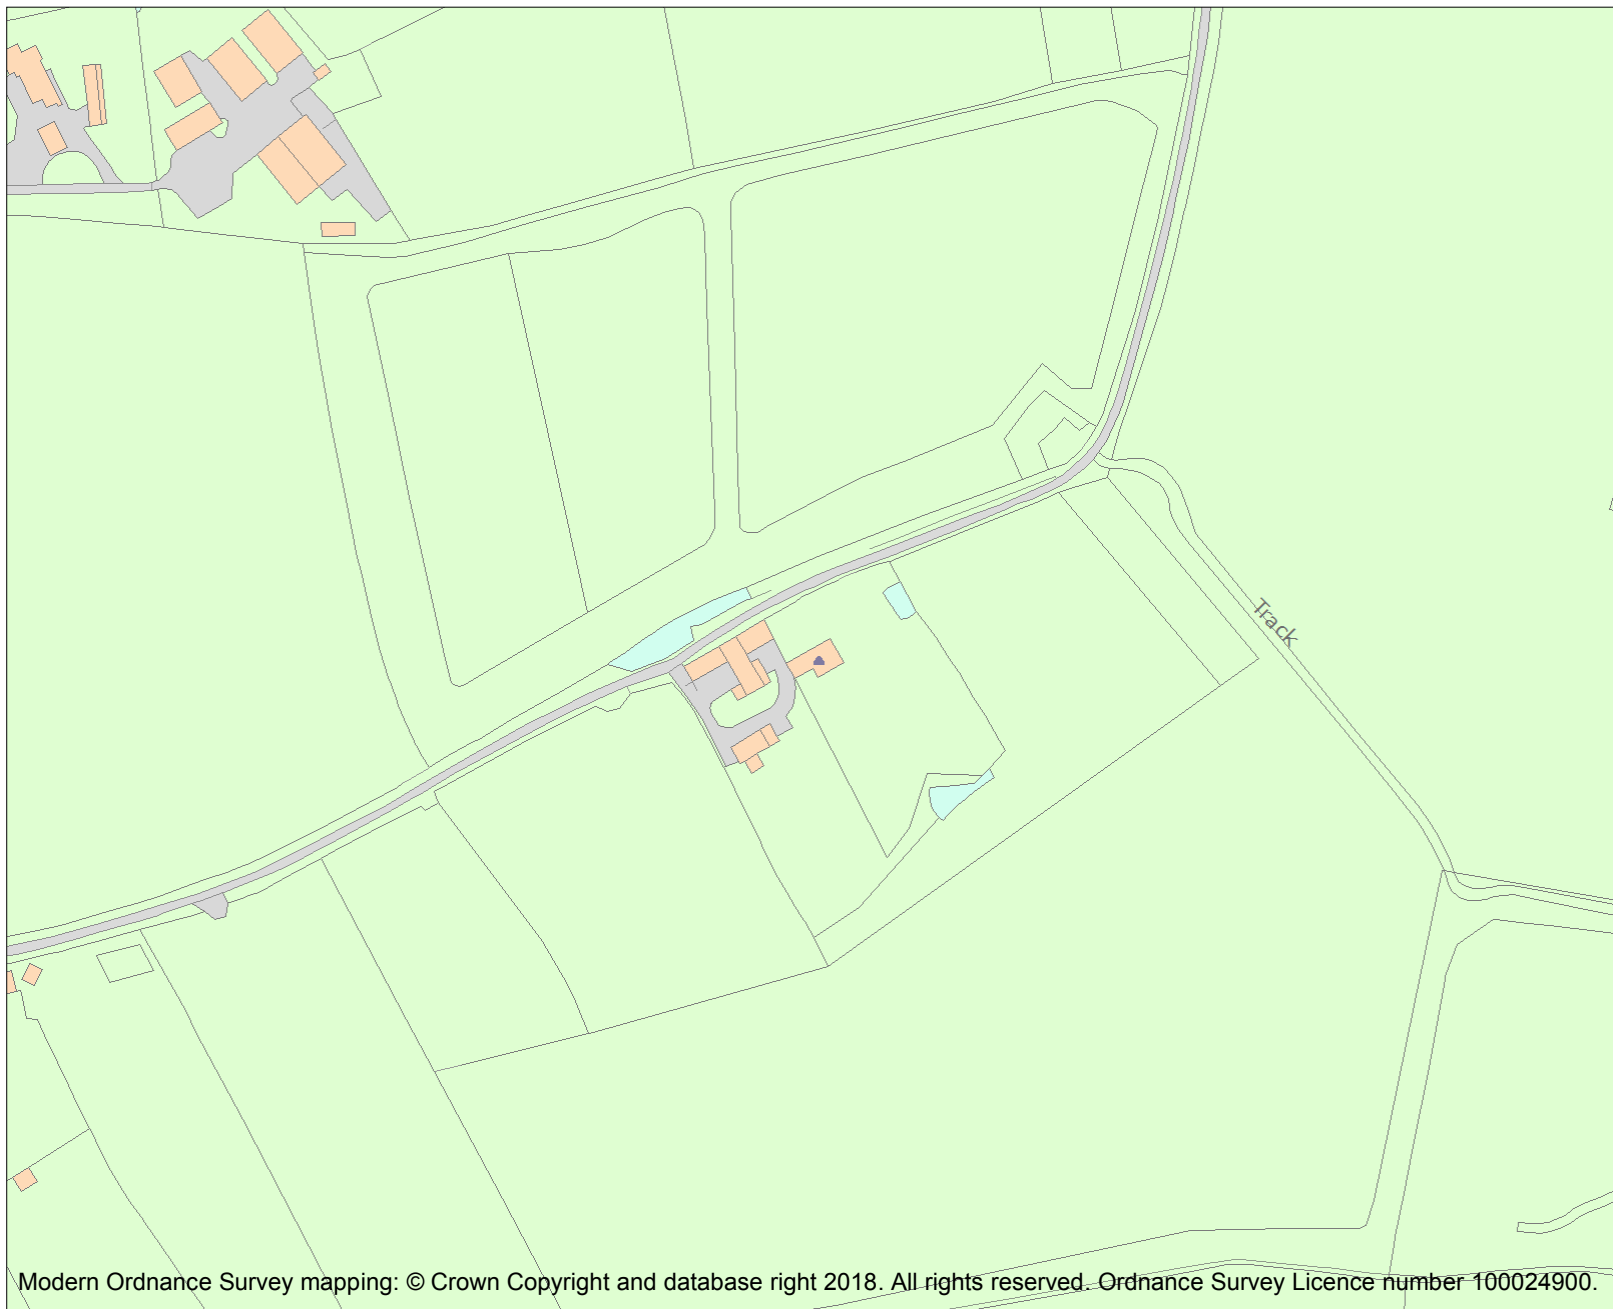 Track
Modern Ordnance Survey mapping: © Crown Copyright and database right 2018. All rights reserved. Ordnance Survey Licence number 100024900.